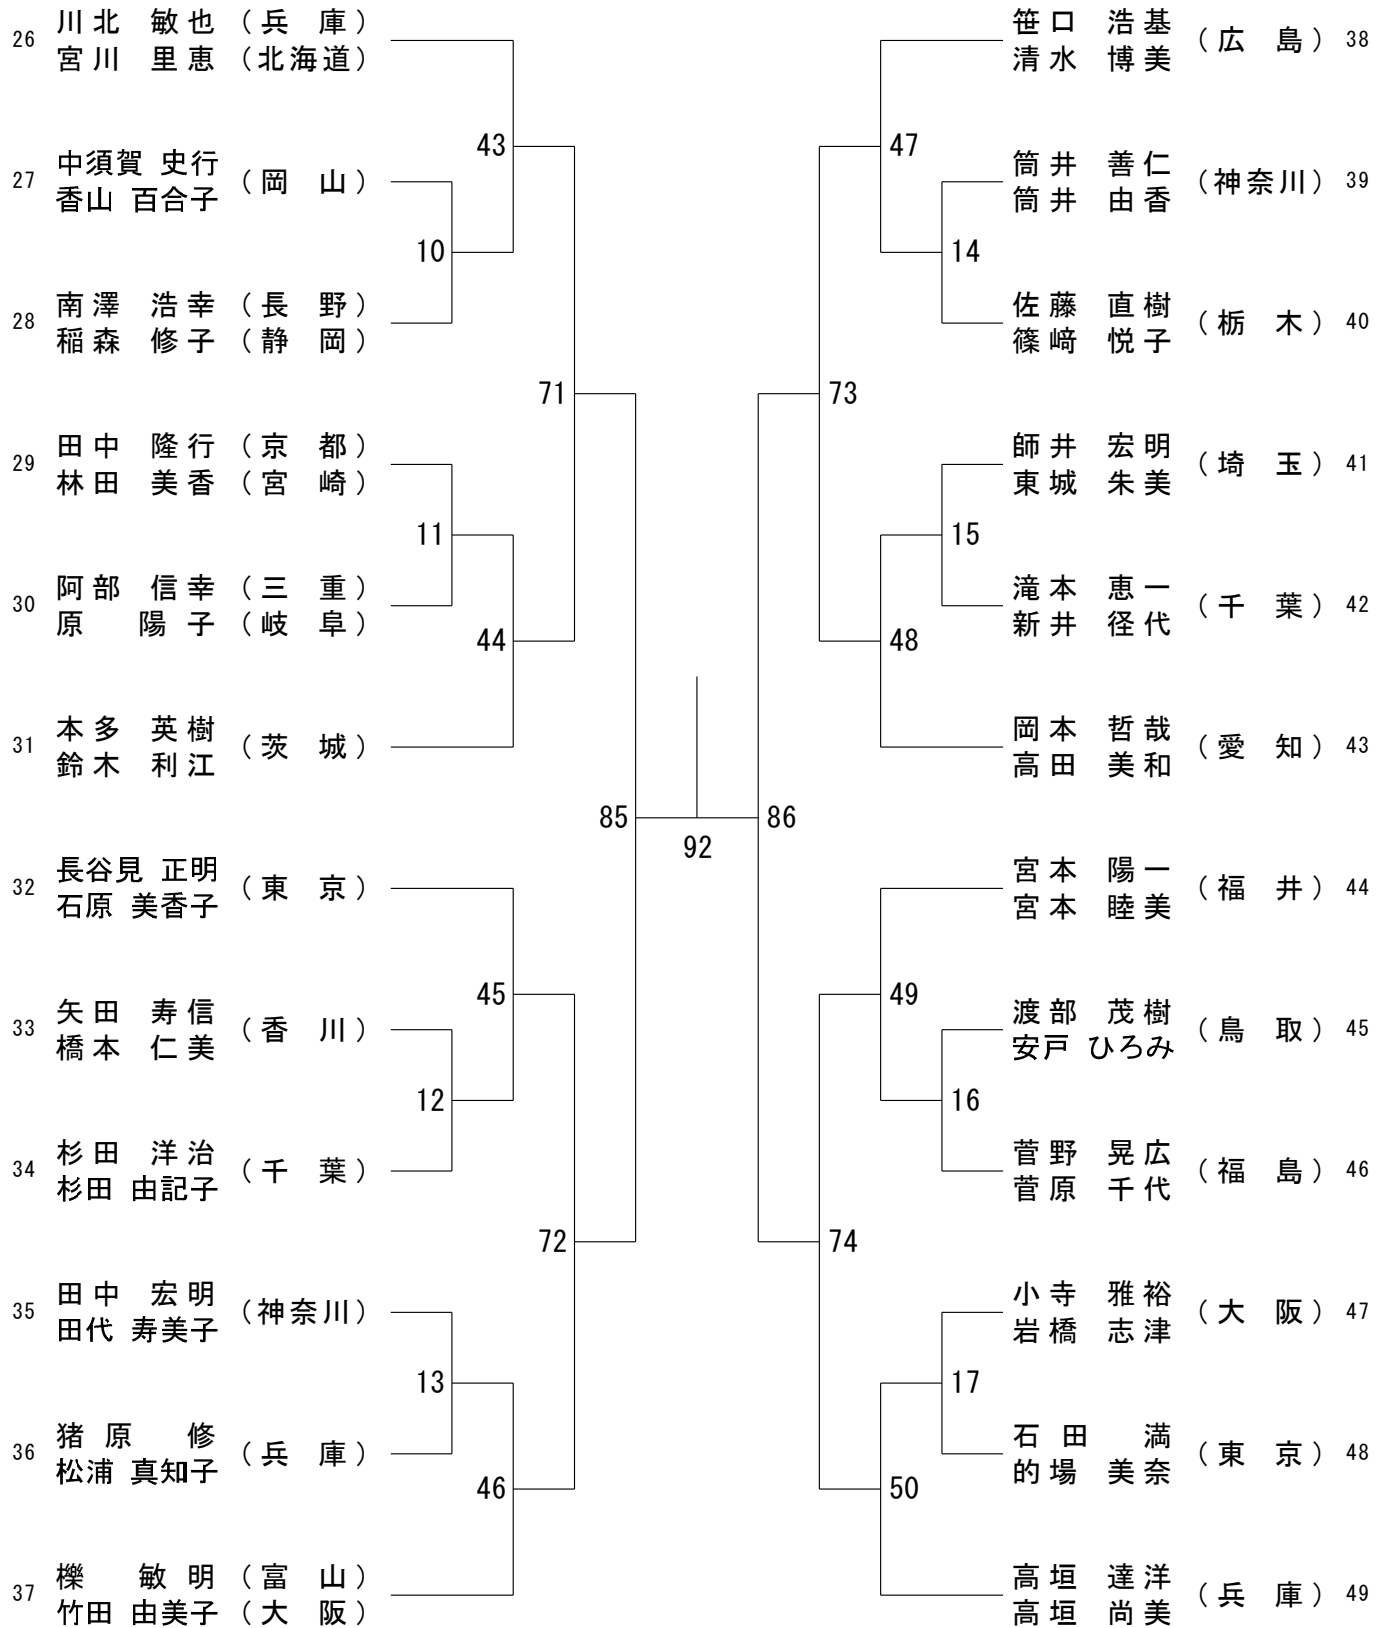 26 川北 敏也 (兵 庫)
宮川 里恵 (北海道)
43
27 中須賀 史行
香山 百合子 (岡 山)
10
28 南澤 浩幸 (長 野)
稲森 修子 (静 岡)
71
29 田中 隆行 (京 都)
林田 美香 (宮 崎)
11
30 阿部 信幸 (三 重)
原 陽子 (岐 阜)
44
31 本多 英樹
鈴木 利江 (茨 城)
85
32 長谷見 正明
石原 美香子 (東 京)
45
33 矢田 寿信
橋本 仁美 (香 川)
12
34 杉田 洋治
杉田 由記子 (千 葉)
72
35 田中 宏明
田代 寿美子 (神奈川)
13
36 猪原 修
松浦 真知子 (兵 庫)
46
37 櫟 敏明 (富 山)
竹田 由美子 (大 阪)
92
笹口 浩基
清水 博美 (広 島) 38
47
筒井 善仁
筒井 由香 (神奈川) 39
14
佐藤 直樹
篠﨑 悦子 (栃 木) 40
73
師井 宏明
東城 朱美 (埼 玉) 41
15
滝本 恵一
新井 径代 (千 葉) 42
48
岡本 哲哉
高田 美和 (愛 知) 43
86
宮本 陽一
宮本 睦美 (福 井) 44
49
渡部 茂樹
安戸 ひろみ (鳥 取) 45
16
菅野 晃広
菅原 千代 (福 島) 46
74
小寺 雅裕
岩橋 志津 (大 阪) 47
17
石田 満
的場 美奈 (東 京) 48
50
高垣 達洋
高垣 尚美 (兵 庫) 49